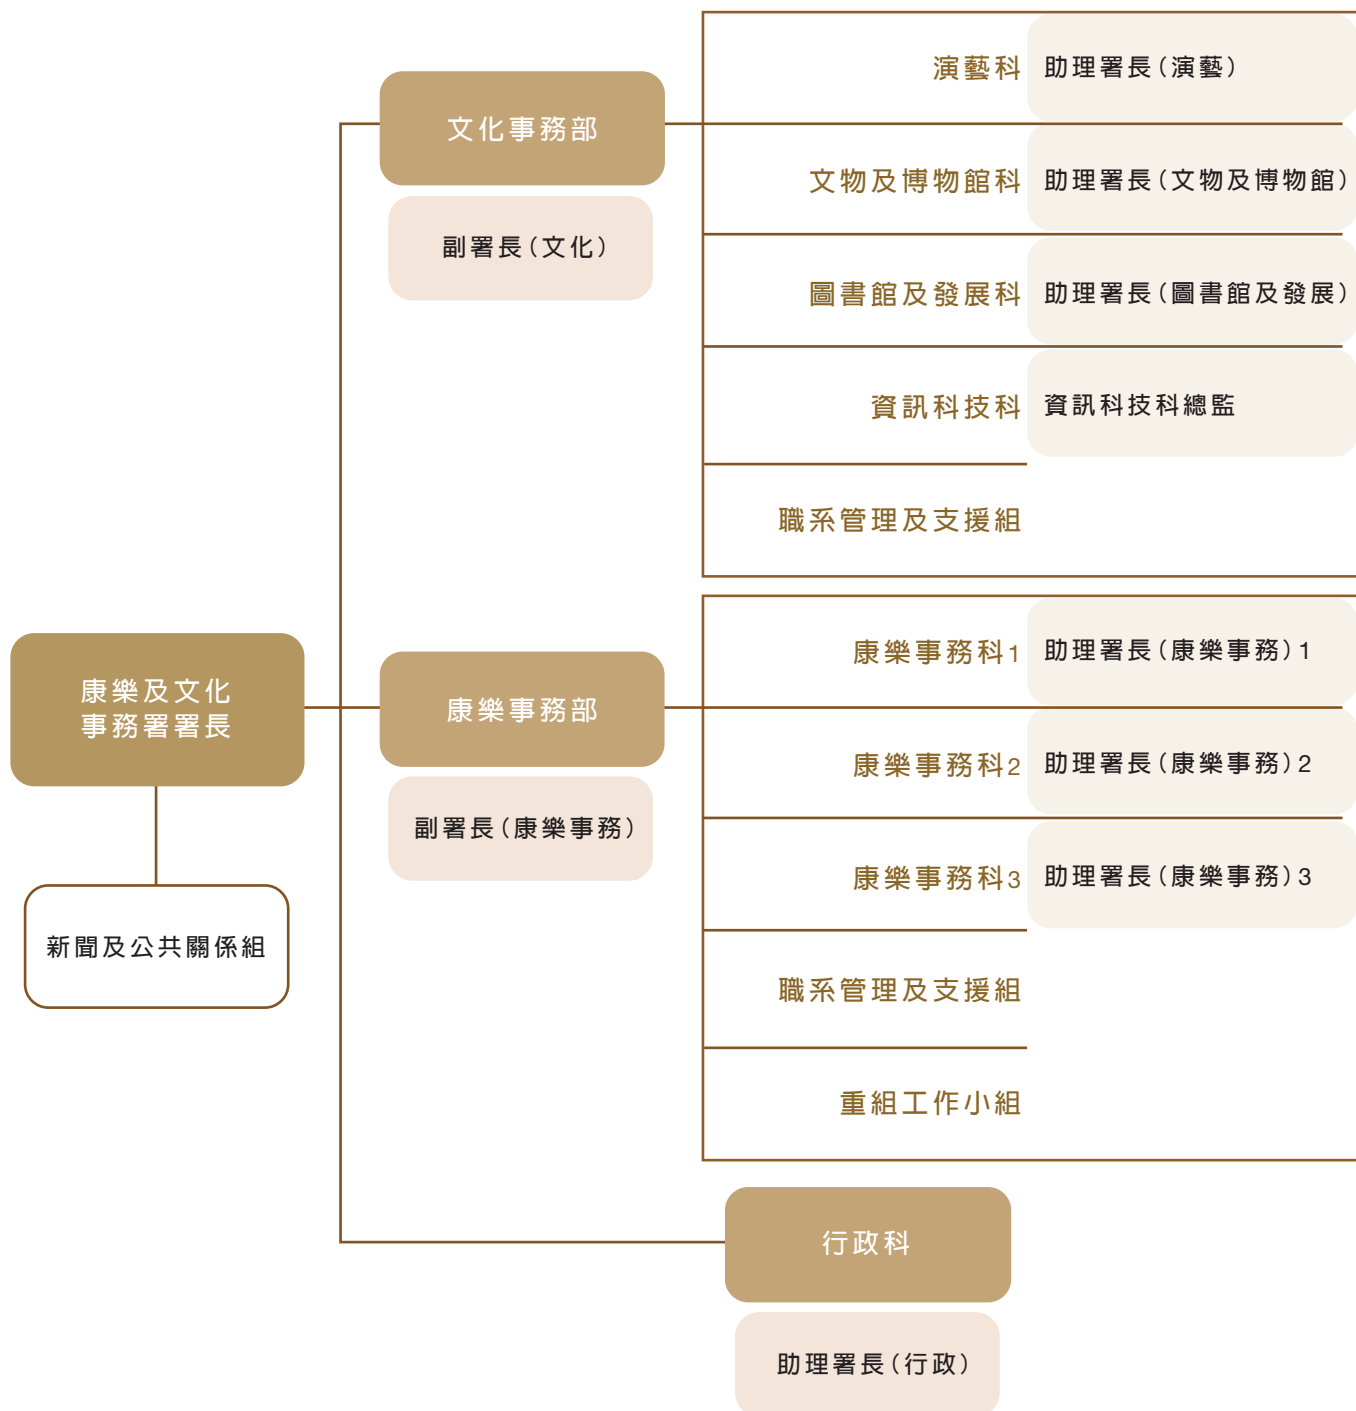 康樂及文化
事務署署長
新聞及公共關係組
文化事務部
副署長(文化)
演藝科 助理署長(演藝)
文物及博物館科 助理署長(文物及博物館)
圖書館及發展科 助理署長(圖書館及發展)
資訊科技科 資訊科技科總監
職系管理及支援組
康樂事務部
副署長(康樂事務)
康樂事務科1 助理署長(康樂事務)1
康樂事務科2 助理署長(康樂事務)2
康樂事務科3 助理署長(康樂事務)3
職系管理及支援組
重組工作小組
行政科
助理署長(行政)